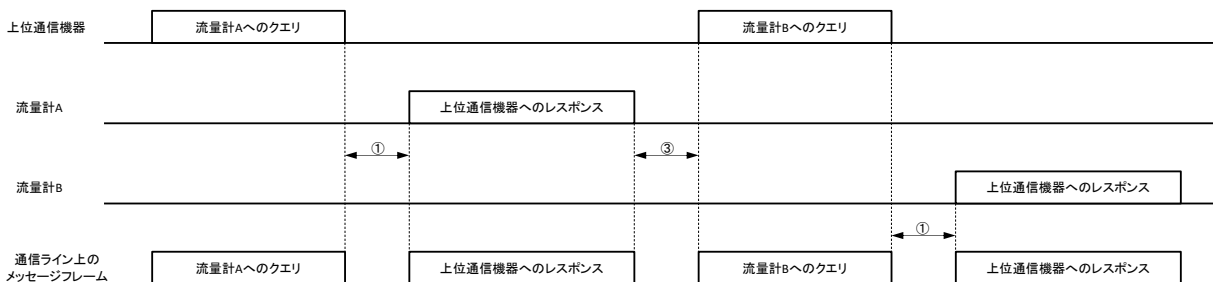 上位通信機器
流量計Aへのクエリ
流量計Bへのクエリ
流量計A
上位通信機器へのレスポンス
①
③
流量計B
上位通信機器へのレスポンス
①
通信ライン上の
メッセージフレーム
流量計Aへのクエリ
上位通信機器へのレスポンス
流量計Bへのクエリ
上位通信機器へのレスポンス